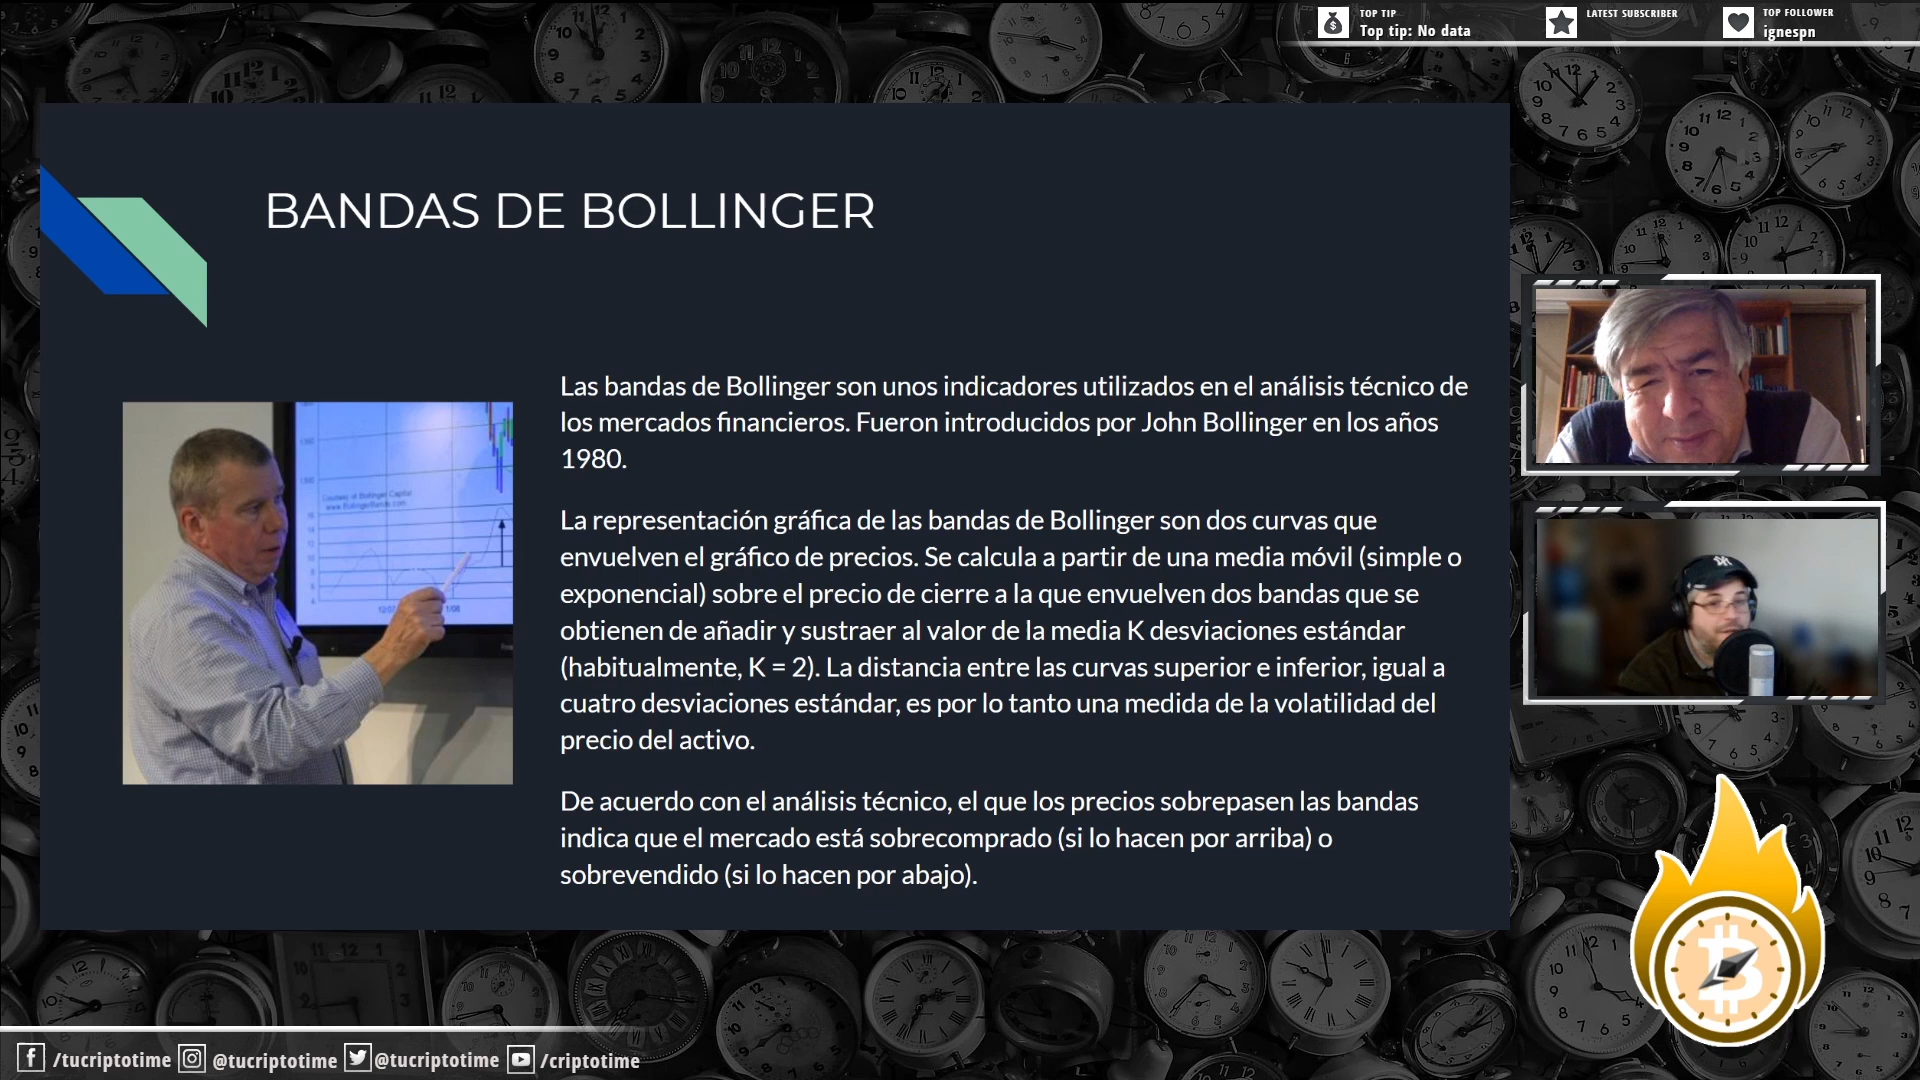 TOP TIP
Top tip: No data
LATEST SUBSCRIBER
TOP FOLLOWER
ignespn
BANDAS DE BOLLINGER
Las bandas de Bollinger son unos indicadores utilizados en el análisis técnico de
los mercados financieros. Fueron introducidos por John Bollinger en los años
1980.
La representación gráfica de las bandas de Bollinger son dos curvas que
envuelven el gráfico de precios. Se calcula a partir de una media móvil (simple o
exponencial) sobre el precio de cierre a la que envuelven dos bandas que se
obtienen de añadir y sustraer al valor de la media K desviaciones estándar
(habitualmente, K = 2). La distancia entre las curvas superior e inferior, igual a
cuatro desviaciones estándar, es por lo tanto una medida de la volatilidad del
precio del activo.
De acuerdo con el análisis técnico, el que los precios sobrepasen las bandas
indica que el mercado está sobrecomprado (si lo hacen por arriba) o
sobrevendido (si lo hacen por abajo).
Courtesy of Bollinger Capital
www.BollingerBands.com
/tucriptotime @tucriptotime @tucriptotime /criptotime